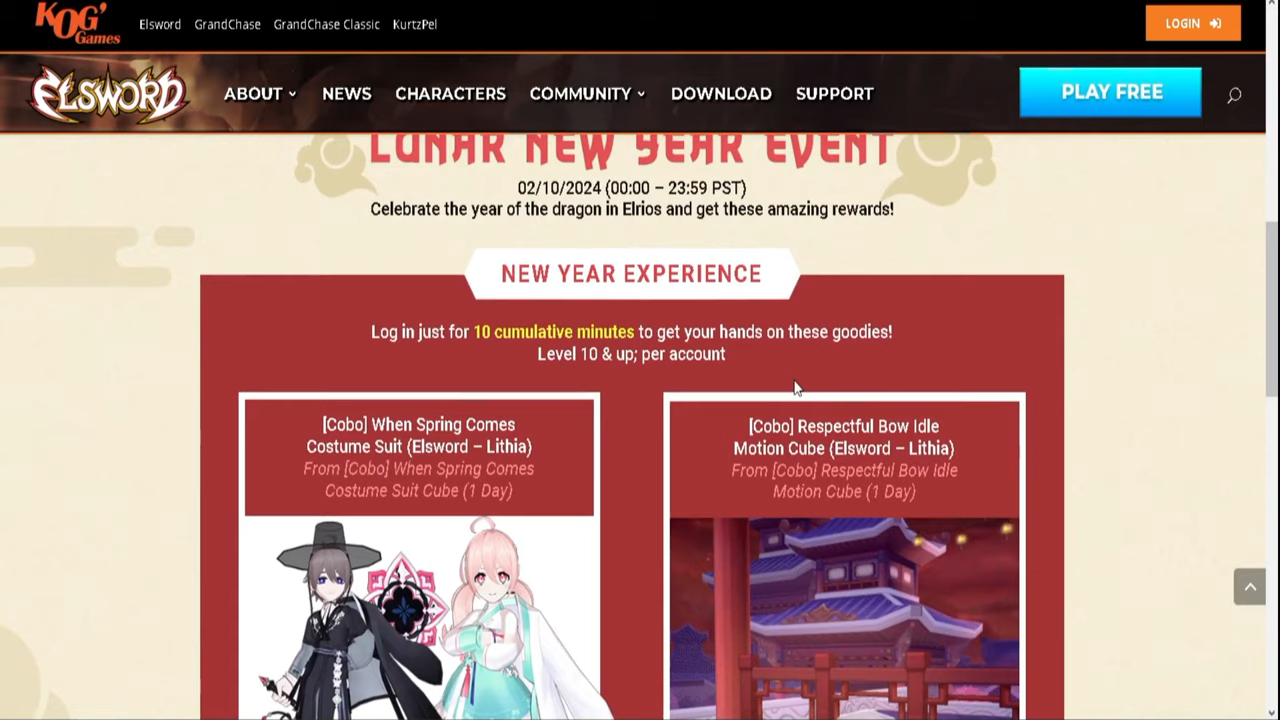 KOG'
Games
Elsword
GrandChase
GrandChase Classic
KurtzPel
LOGIN
ELSWORD
ABOUT
NEWS
CHARACTERS
COMMUNITY
DOWNLOAD
SUPPORT
PLAY FREE
LUNAR NEW YEAR EVENT
02/10/2024 (00:00 – 23:59 PST)
Celebrate the year of the dragon in Elrios and get these amazing rewards!
NEW YEAR EXPERIENCE
Log in just for 10 cumulative minutes to get your hands on these goodies!
Level 10 & up; per account
[Cobo] When Spring Comes
Costume Suit (Elsword – Lithia)
From [Cobo] When Spring Comes
Costume Suit Cube (1 Day)
[Cobo] Respectful Bow Idle
Motion Cube (Elsword – Lithia)
From [Cobo] Respectful Bow Idle
Motion Cube (1 Day)